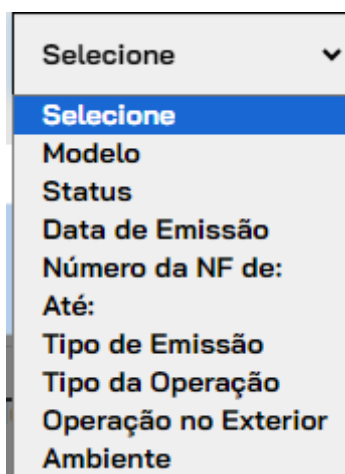 Selecione
Selecione
Modelo
Status
Data de Emissão
Número da NF de:
Até:
Tipo de Emissão
Tipo da Operação
Operação no Exterior
Ambiente